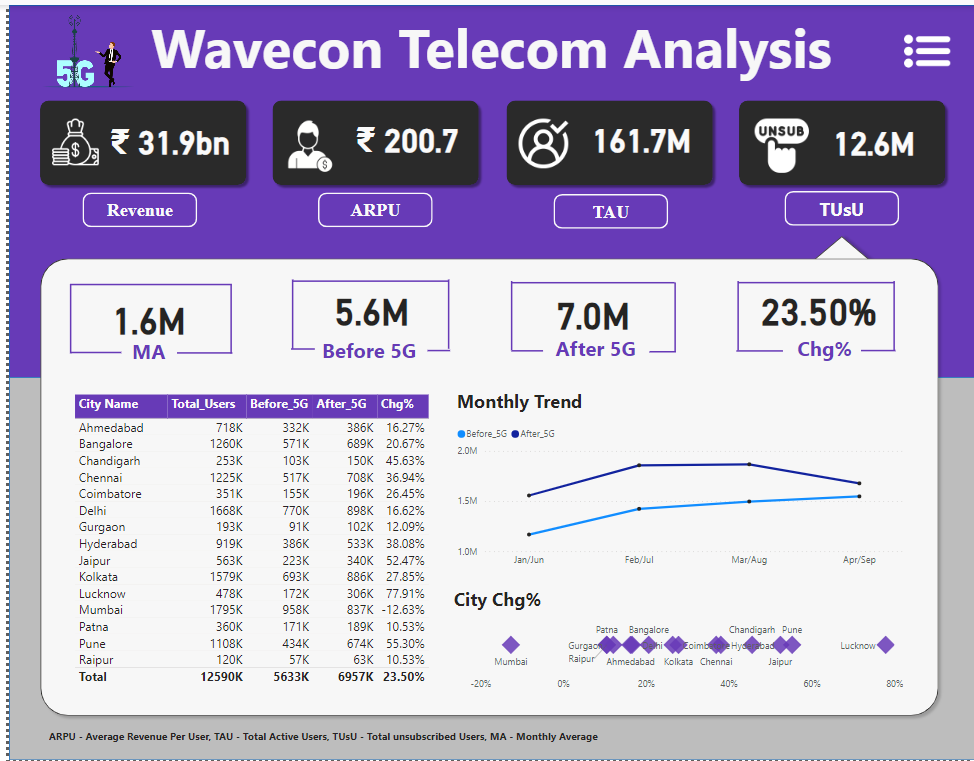 5G
Wavecon Telecom Analysis
₹ 31.9bn
₹ 200.7
161.7M
UNSUB
12.6M
Revenue
ARPU
TAU
TUsU
1.6M
MA
5.6M
Before 5G
7.0M
After 5G
23.50%
Chg%
City Name Total_Users Before_5G After_5G Chg%
Ahmedabad 718K 332K 386K 16.27%
Bangalore 1260K 571K 689K 20.67%
Chandigarh 253K 103K 150K 45.63%
Chennai 1225K 517K 708K 36.94%
Coimbatore 351K 155K 196K 26.45%
Delhi 1668K 770K 898K 16.62%
Gurgaon 193K 91K 102K 12.09%
Hyderabad 919K 386K 533K 38.08%
Jaipur 563K 223K 340K 52.47%
Kolkata 1579K 693K 886K 27.85%
Lucknow 478K 172K 306K 77.91%
Mumbai 1795K 958K 837K -12.63%
Patna 360K 171K 189K 10.53%
Pune 1108K 434K 674K 55.30%
Raipur 120K 57K 63K 10.53%
Total 12590K 5633K 6957K 23.50%
Monthly Trend
Before_5G After_5G
2.0M
1.5M
1.0M
Jan/Jun Feb/Jul Mar/Aug Apr/Sep
City Chg%
Patna Bangalore Chandigarh Pune
Lucknow
Raipur
Mumbai Ahmedabad Kolkata Chennai Jaipur
-20% 0% 20% 40% 60% 80%
ARPU - Average Revenue Per User, TAU - Total Active Users, TUsU - Total unsubscribed Users, MA - Monthly Average